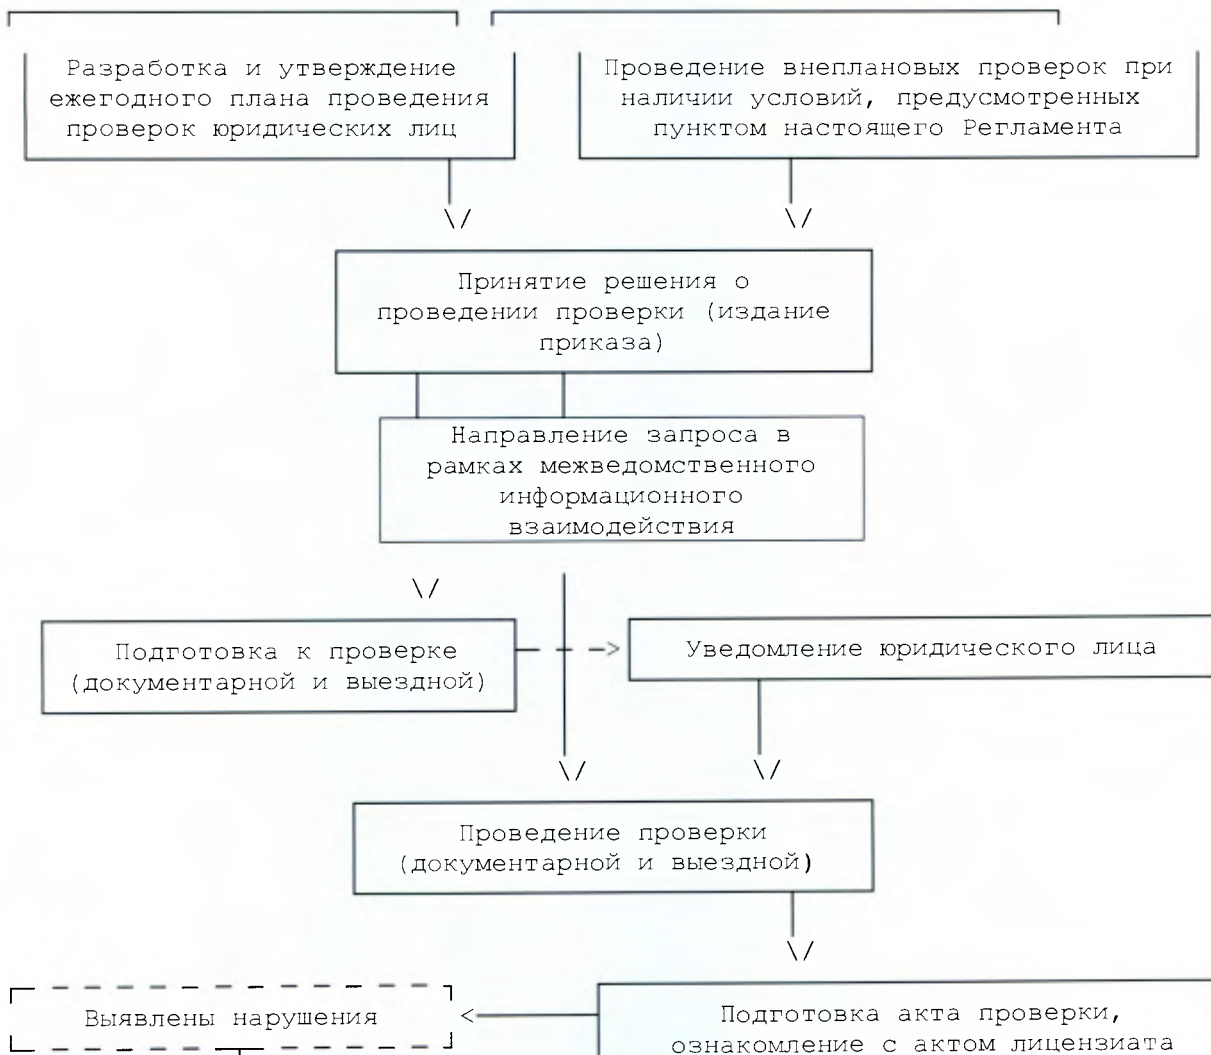 Разработка и утверждение
ежегодного плана проведения
проверок юридических лиц
Проведение внеплановых проверок при
наличии условий, предусмотренных
пунктом настоящего Регламента
\/
\/
Принятие решения о
проведении проверки (издание
приказа)
Направление запроса в
рамках межведомственного
информационного
взаимодействия
\/
Подготовка к проверке
(документарной и выездной)
Уведомление юридического лица
\/
\/
Проведение проверки
(документарной и выездной)
\/
Выявлены нарушения
Подготовка акта проверки,
ознакомление с актом лицензиата